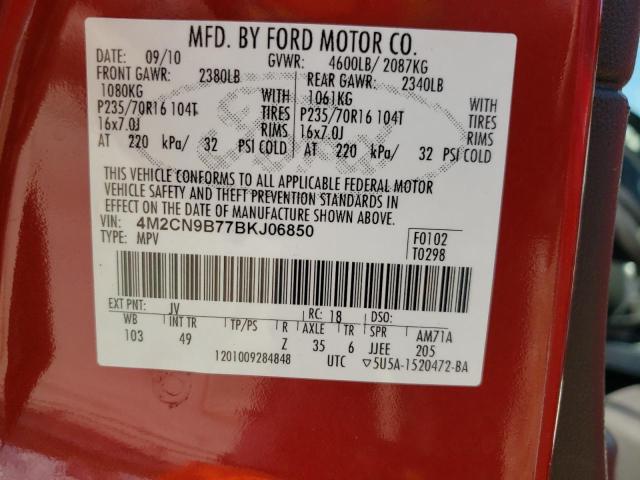 MFD. BY FORD MOTOR CO.
DATE: 09/10 GVWR: 4600LB/ 2087KG
FRONT GAWR: 2380LB REAR GAWR: 2340LB
1080KG WITH 1061KG WITH
P235/70R16 104T TIRES P235/70R16 104T TIRES
16x7.0J RIMS 16x7.0J RIMS
AT 220 kPa/ 32 PSI COLD AT 220 kPa/ 32 PSI COLD
THIS VEHICLE CONFORMS TO ALL APPLICABLE FEDERAL MOTOR
VEHICLE SAFETY AND THEFT PREVENTION STANDARDS IN
EFFECT ON THE DATE OF MANUFACTURE SHOWN ABOVE.
VIN: 4M2CN9B77BKJ06850 F0102
TYPE: MPV T0298
EXT PNT: JV RC: 18 DSO:
WB INT TR TP/PS R AXLE TR SPR AM71A
103 49 Z 35 6 JJEE 205
1201009284848 UTC ▽5U5A-1520472-BA